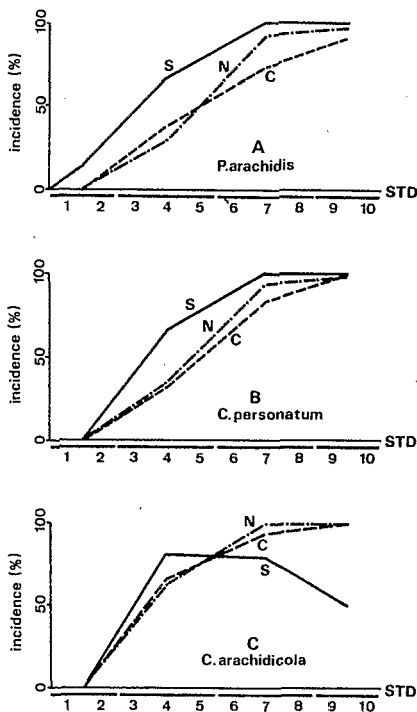 100
50
0
incidence (%)
S
N
C
A
P.arachidis
STD
1 2 3 4 5 6 7 8 9 10
100
50
0
incidence (%)
S
N
C
B
C.personatum
STD
1 2 3 4 5 6 7 8 9 10
100
50
0
incidence (%)
N
C
S
C
C.arachidicola
STD
1 2 3 4 5 6 7 8 9 10